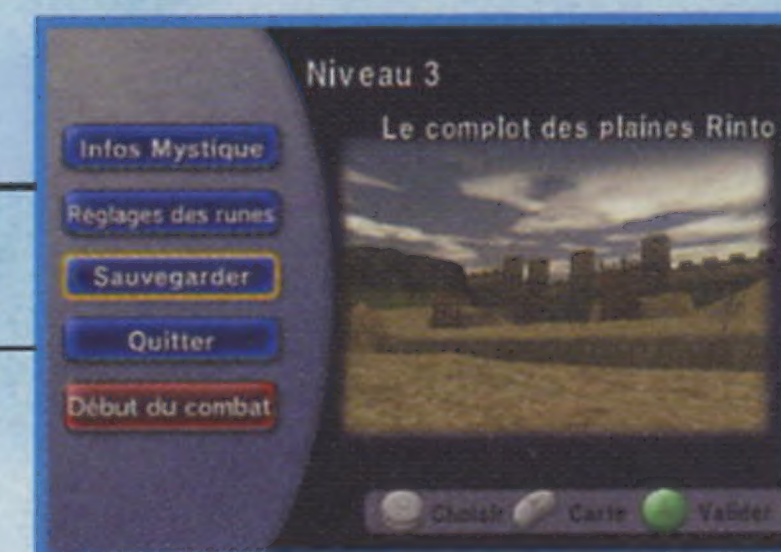 Niveau 3
Le complot des plaines Rinto
Infos Mystique
Réglages des runes
Sauvegarder
Quitter
Début du combat
Choisir
Carte
Valider